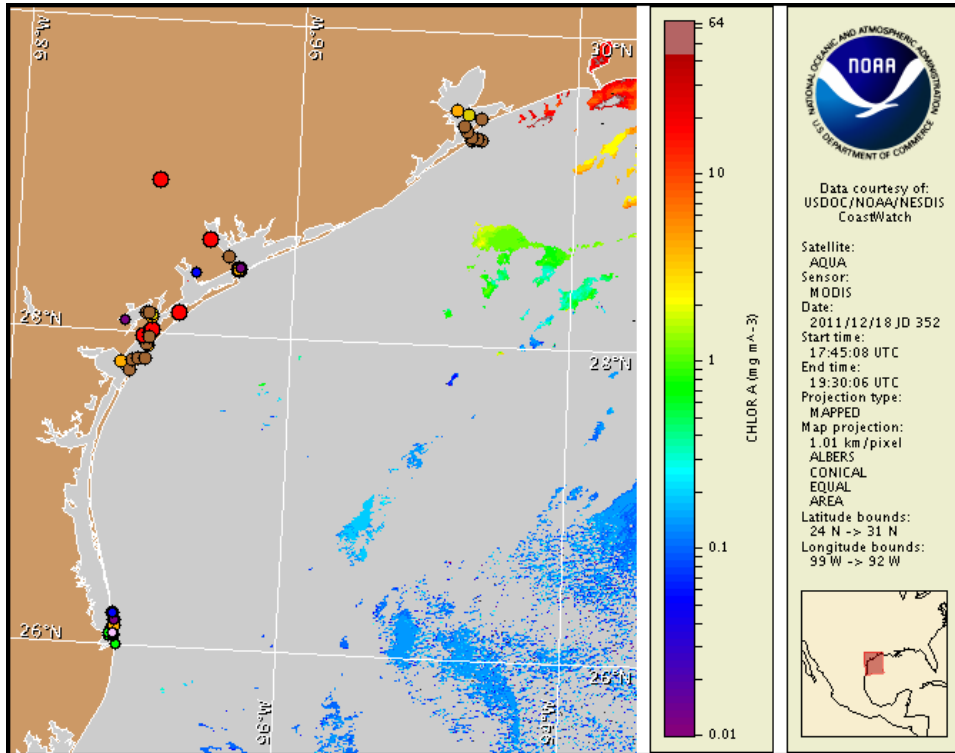 98°W
96°W
30°N
28°N
28°N
26°N
26°N
96°W
94°W
64
10
1
0.1
0.01
CHLOR A (mg m^-3)
NATIONAL OCEANIC AND ATMOSPHERIC ADMINISTRATION
NOAA
U.S. DEPARTMENT OF COMMERCE
Data courtesy of:
USDOC/NOAA/NESDIS
CoastWatch
Satellite:
AQUA
Sensor:
MODIS
Date:
2011/12/18 JD 352
Start time:
17:45:08 UTC
End time:
19:30:06 UTC
Projection type:
MAPPED
Map projection:
1.01 km/pixel
ALBERS
CONICAL
EQUAL
AREA
Latitude bounds:
24 N -> 31 N
Longitude bounds:
99 W -> 92 W